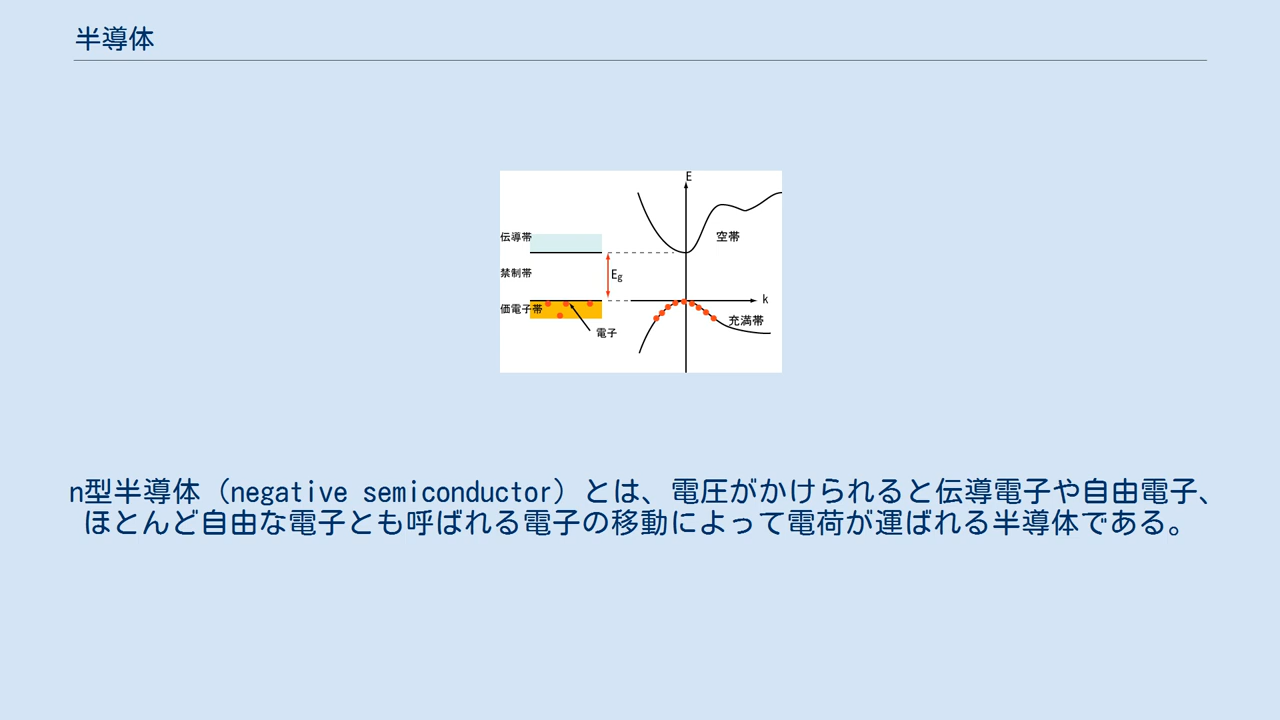 半導体
E
伝導帯
空帯
禁制帯
Eg
k
価電子帯
充満帯
電子
n型半導体（negative semiconductor）とは、電圧がかけられると伝導電子や自由電子、
ほとんど自由な電子とも呼ばれる電子の移動によって電荷が運ばれる半導体である。